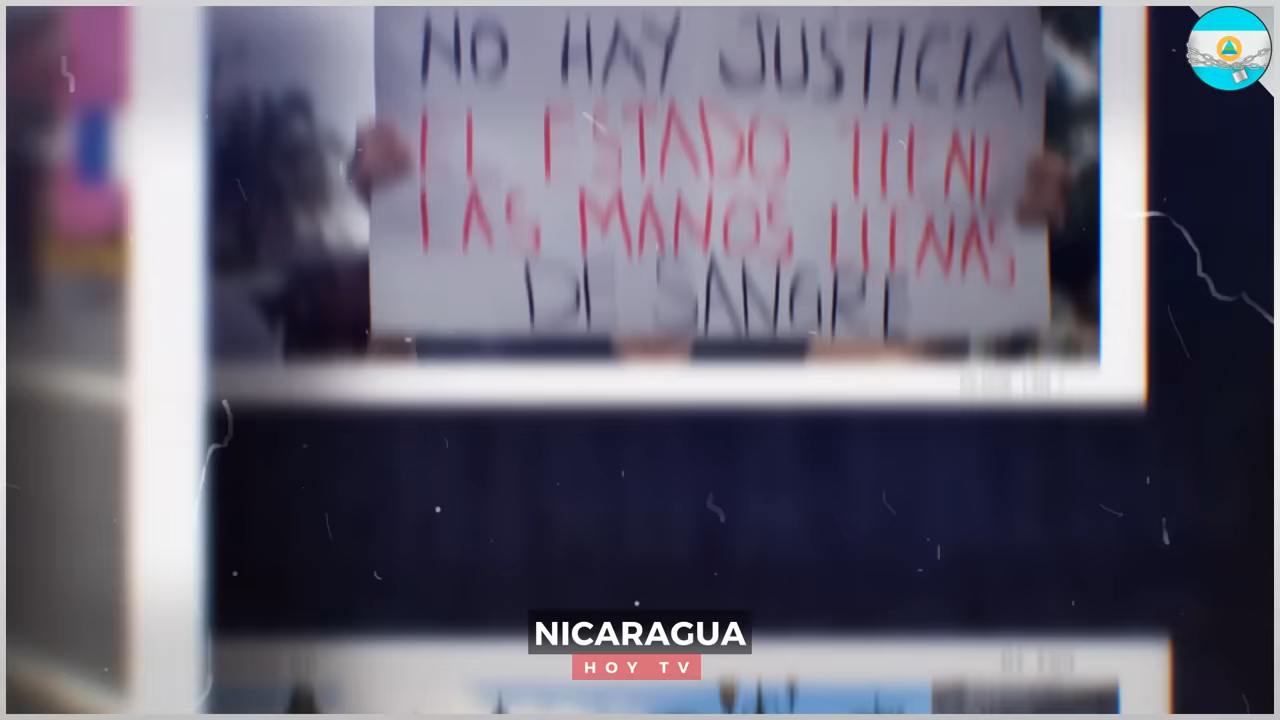 NO HAY JUSTICIA
EL ESTADO TIENE
LAS MANOS LLENAS
DE SANGRE
NICARAGUA
HOY TV